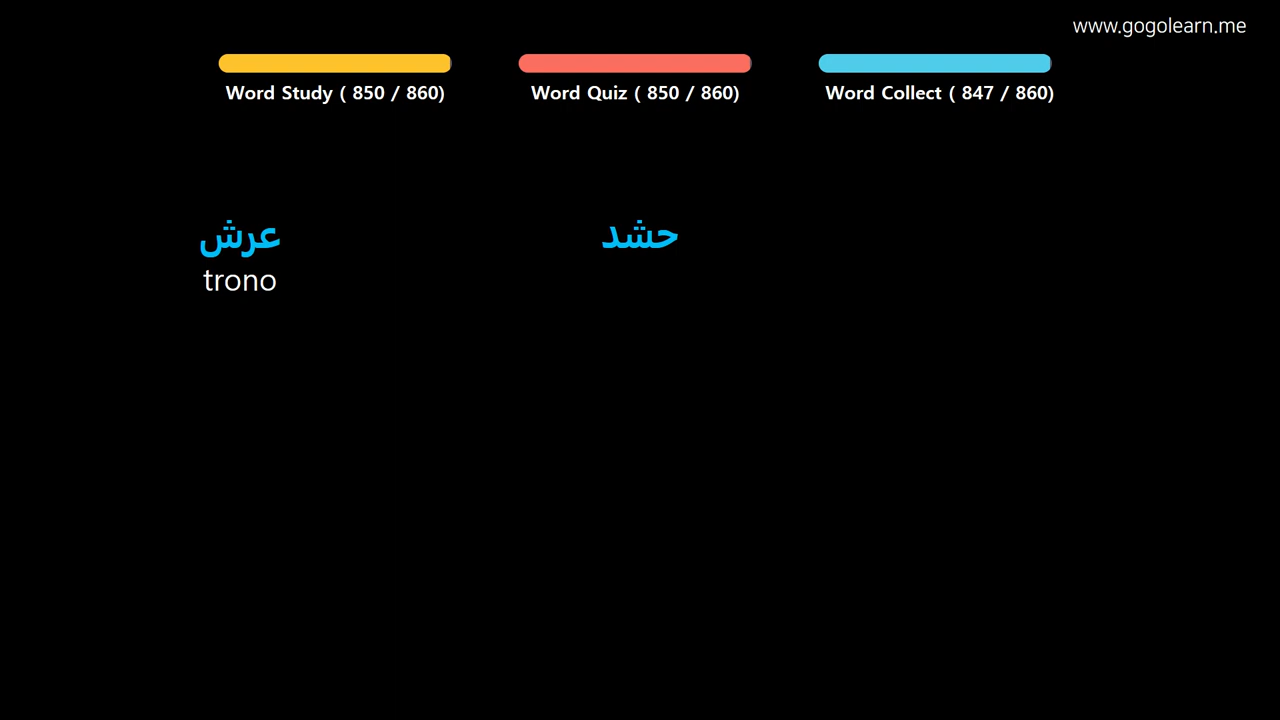 www.gogolearn.me
Word Study ( 850 / 860)
Word Quiz ( 850 / 860)
Word Collect ( 847 / 860)
عرش
trono
حشد